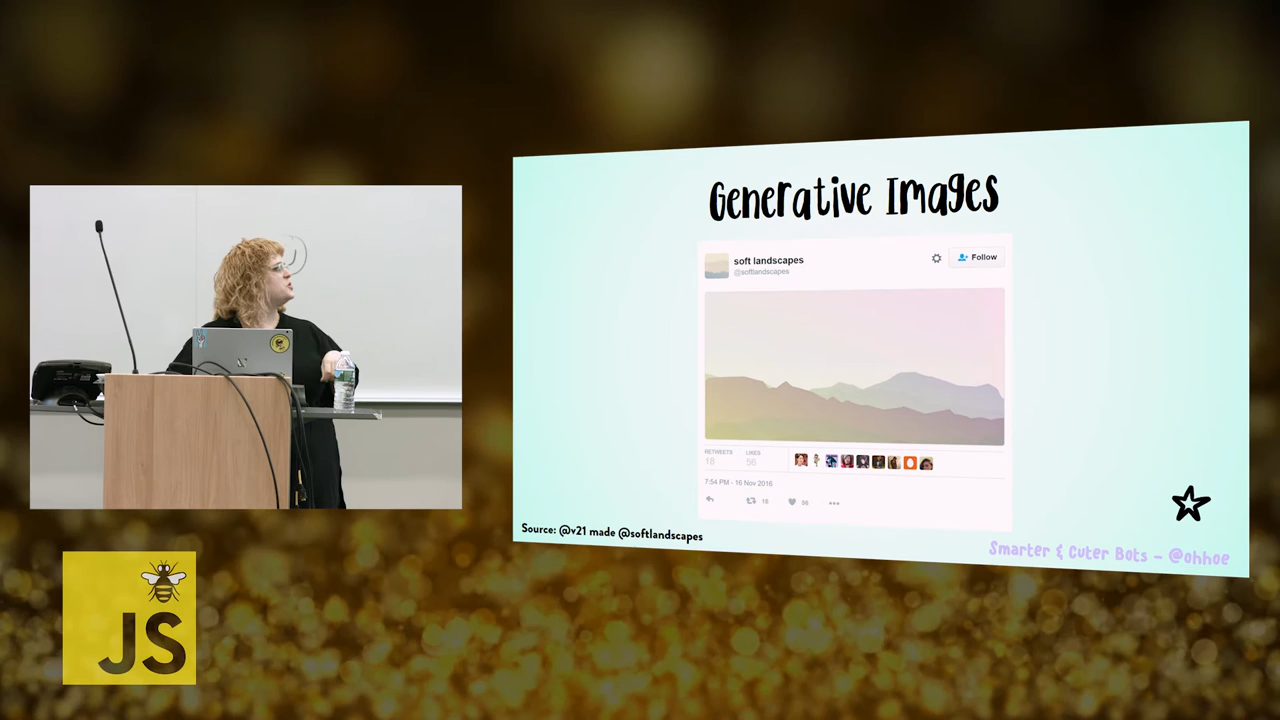 Generative Images
soft landscapes
@softlandscapes
Follow
RETWEETS
LIKES
18
56
7:54 PM - 16 Nov 2016
18
56
Source: @v21 made @softlandscapes
Smarter & Cuter Bots – @ohhoe
JS